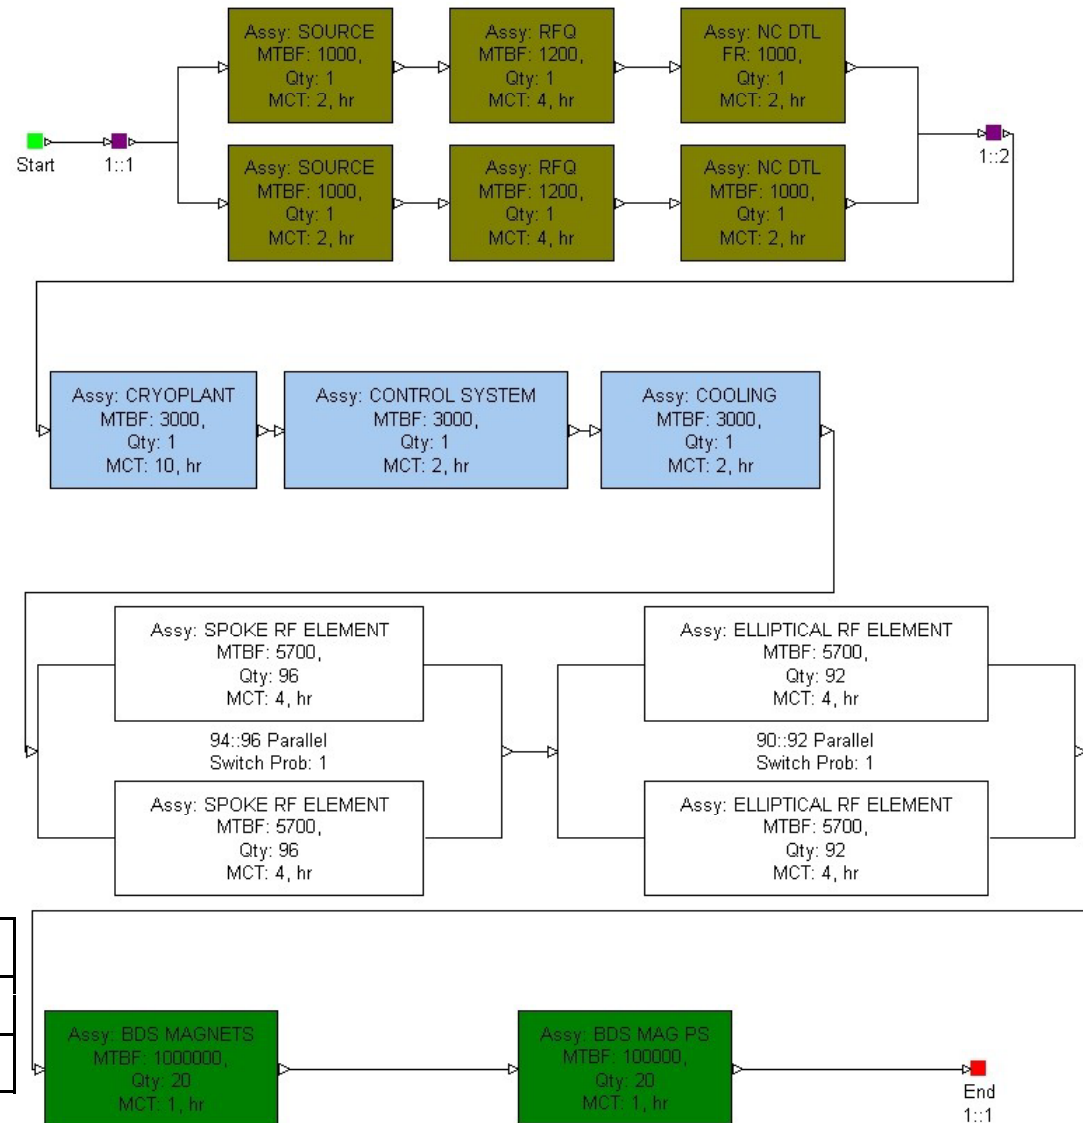 Assy: SOURCE
MTBF: 1000,
Qty: 1
MCT: 2, hr
Assy: RFQ
MTBF: 1200,
Qty: 1
MCT: 4, hr
Assy: NC DTL
FR: 1000,
Qty: 1
MCT: 2, hr
Start
1::1
1::2
Assy: SOURCE
MTBF: 1000,
Qty: 1
MCT: 2, hr
Assy: RFQ
MTBF: 1200,
Qty: 1
MCT: 4, hr
Assy: NC DTL
MTBF: 1000,
Qty: 1
MCT: 2, hr
Assy: CRYOPLANT
MTBF: 3000,
Qty: 1
MCT: 10, hr
Assy: CONTROL SYSTEM
MTBF: 3000,
Qty: 1
MCT: 2, hr
Assy: COOLING
MTBF: 3000,
Qty: 1
MCT: 2, hr
Assy: SPOKE RF ELEMENT
MTBF: 5700,
Qty: 96
MCT: 4, hr
94::96 Parallel
Switch Prob: 1
Assy: SPOKE RF ELEMENT
MTBF: 5700,
Qty: 96
MCT: 4, hr
Assy: ELLIPTICAL RF ELEMENT
MTBF: 5700,
Qty: 92
MCT: 4, hr
90::92 Parallel
Switch Prob: 1
Assy: ELLIPTICAL RF ELEMENT
MTBF: 5700,
Qty: 92
MCT: 4, hr
Assy: BDS MAGNETS
MTBF: 1000000,
Qty: 20
MCT: 1, hr
Assy: BDS MAG PS
MTBF: 100000,
Qty: 20
MCT: 1, hr
End
1::1